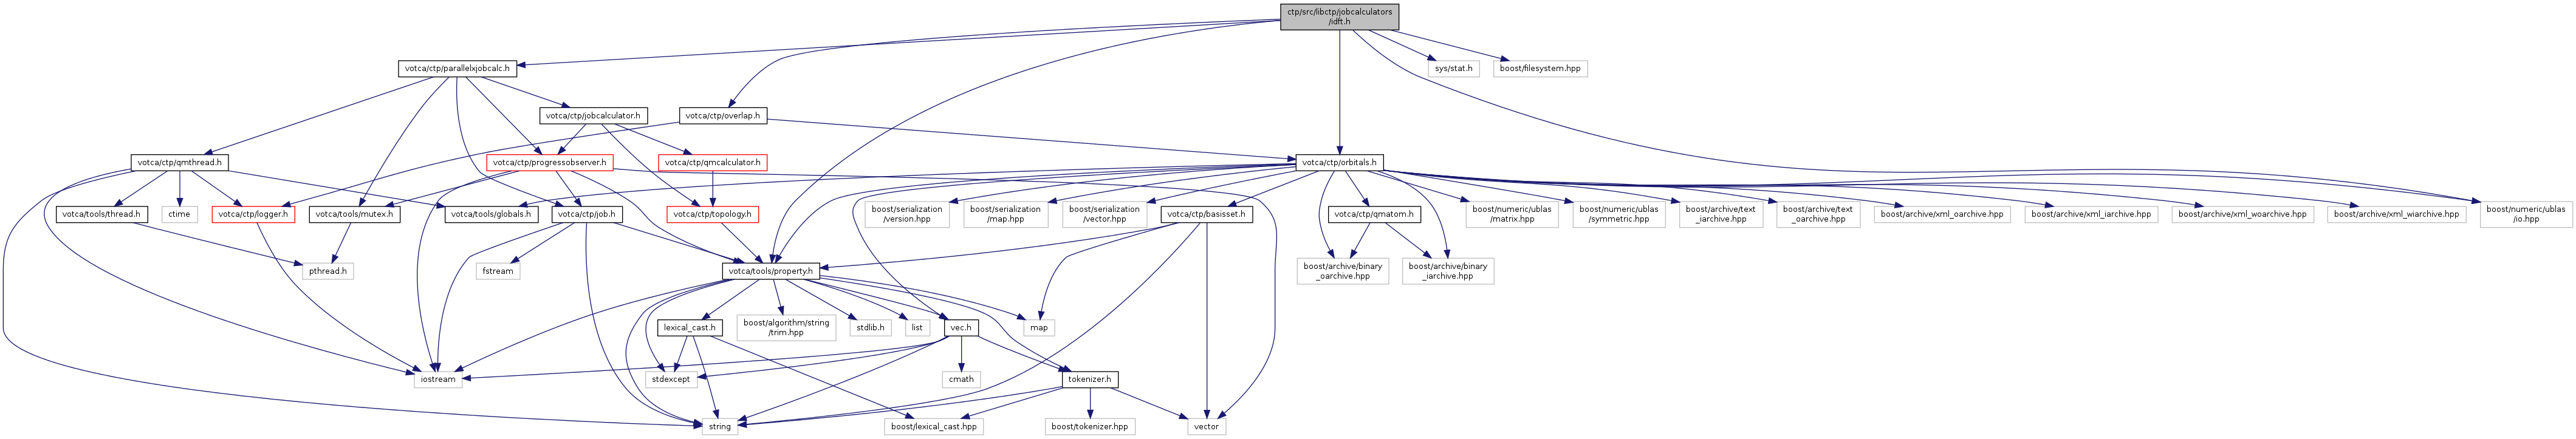 ctp/src/libctp/jobcalculators
/idft.h
votca/ctp/parallelxjobcalc.h
sys/stat.h
boost/filesystem.hpp
votca/ctp/jobcalculator.h
votca/ctp/overlap.h
votca/ctp/qmthread.h
votca/ctp/progressobserver.h
votca/ctp/qmcalculator.h
votca/ctp/orbitals.h
votca/tools/thread.h
ctime
votca/ctp/logger.h
votca/tools/mutex.h
votca/tools/globals.h
votca/ctp/job.h
votca/ctp/topology.h
boost/serialization
/version.hpp
boost/serialization
/map.hpp
boost/serialization
/vector.hpp
votca/ctp/basisset.h
votca/ctp/qmatom.h
boost/numeric/ublas
/matrix.hpp
boost/numeric/ublas
/symmetric.hpp
boost/archive/text
_iarchive.hpp
boost/archive/text
_oarchive.hpp
boost/archive/xml_oarchive.hpp
boost/archive/xml_iarchive.hpp
boost/archive/xml_woarchive.hpp
boost/archive/xml_wiarchive.hpp
boost/numeric/ublas
/io.hpp
pthread.h
fstream
votca/tools/property.h
boost/archive/binary
_oarchive.hpp
boost/archive/binary
_iarchive.hpp
lexical_cast.h
boost/algorithm/string
/trim.hpp
stdlib.h
list
vec.h
map
iostream
stdexcept
cmath
tokenizer.h
string
boost/lexical_cast.hpp
boost/tokenizer.hpp
vector